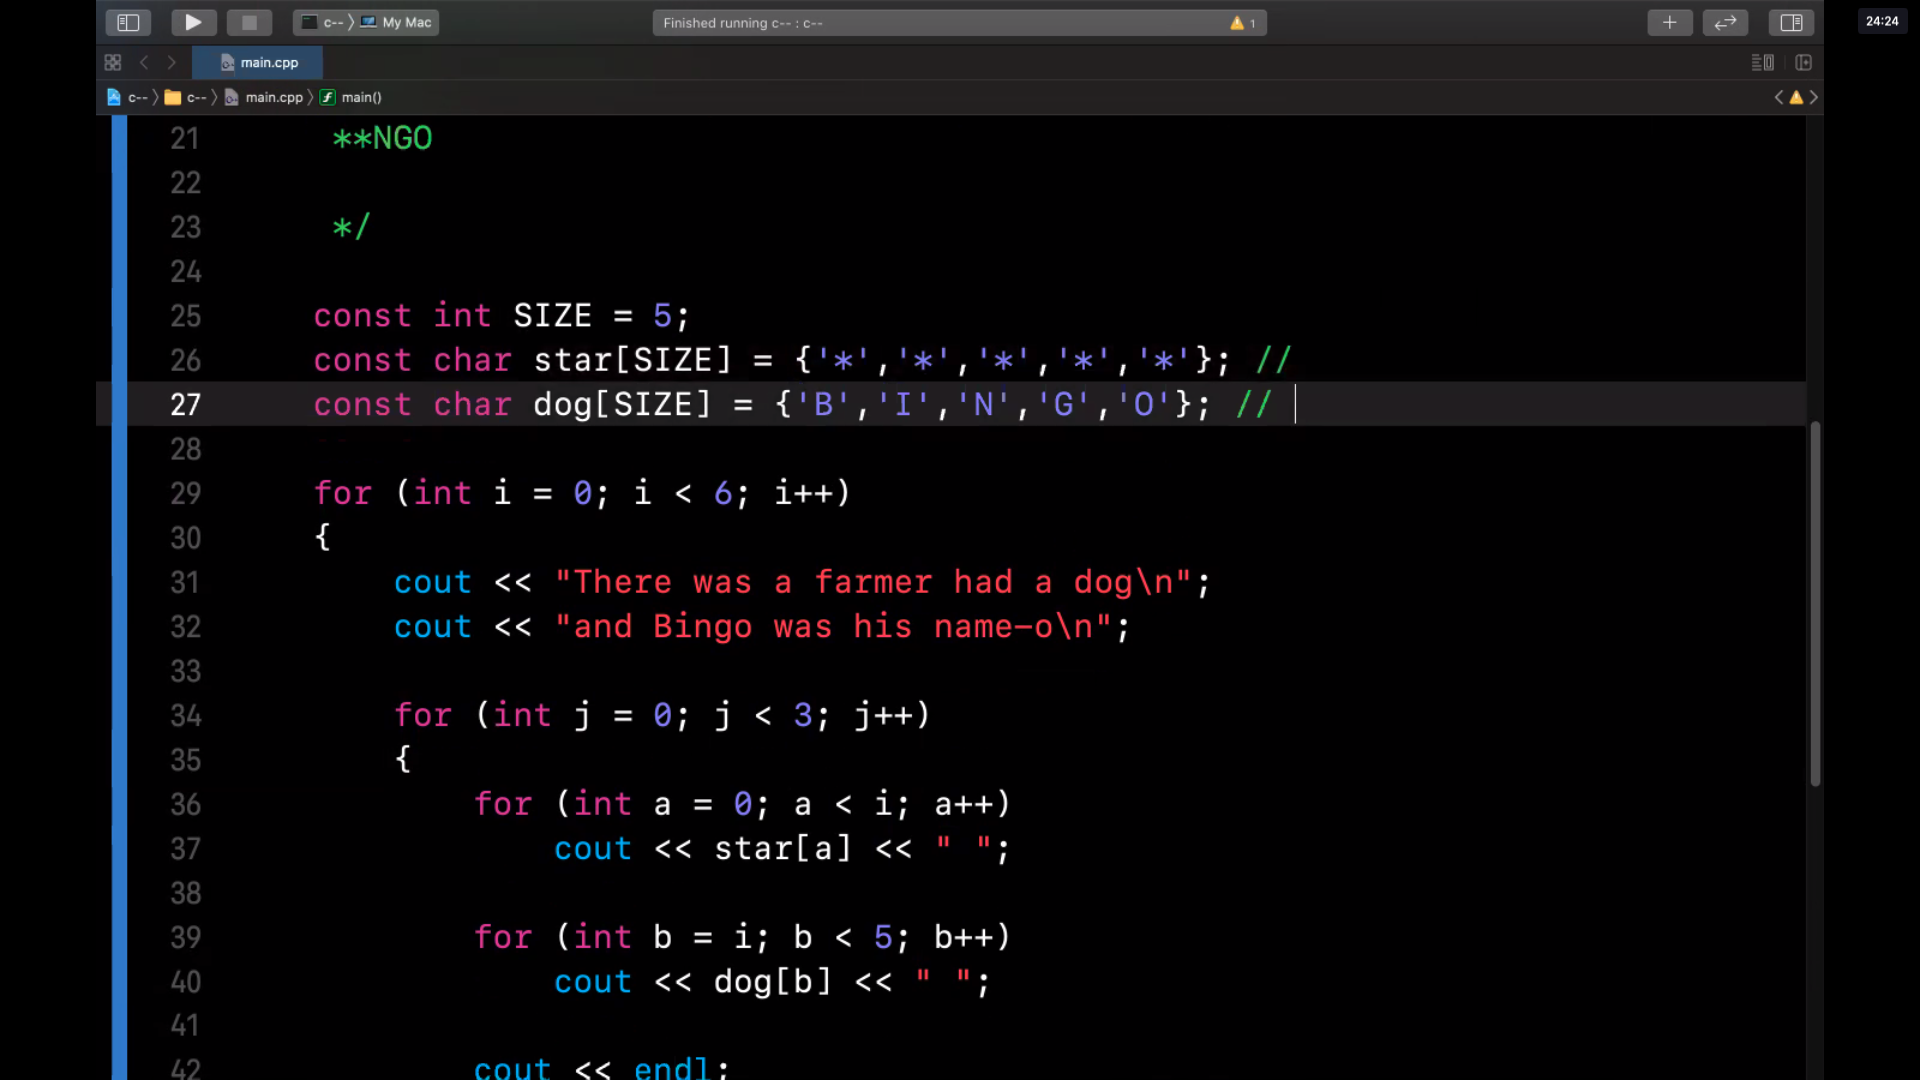 c-- 〉 My Mac
Finished running c-- : c--
1
24:24
main.cpp
c-- 〉 c-- 〉 main.cpp 〉 f main()
21 **NGO
22
23 */
24
25 const int SIZE = 5;
26 const char star[SIZE] = {'*','*','*','*','*'}; //
27 const char dog[SIZE] = {'B','I','N','G','O'}; //
28
29 for (int i = 0; i < 6; i++)
30 {
31 cout << "There was a farmer had a dog\n";
32 cout << "and Bingo was his name-o\n";
33
34 for (int j = 0; j < 3; j++)
35 {
36 for (int a = 0; a < i; a++)
37 cout << star[a] << " ";
38
39 for (int b = i; b < 5; b++)
40 cout << dog[b] << " ";
41
42 cout << endl;